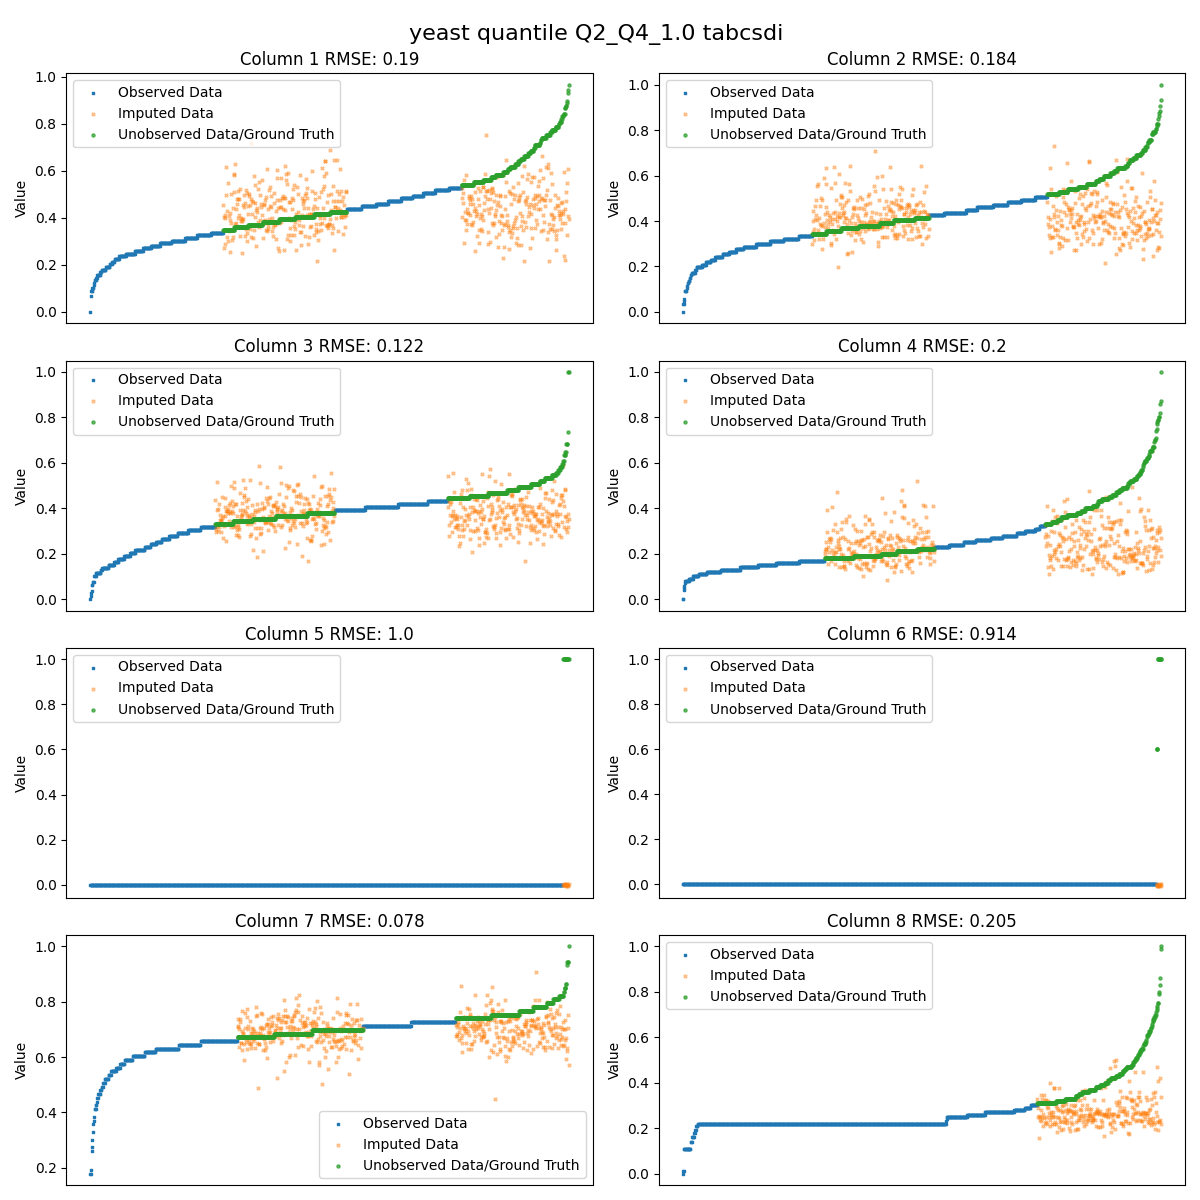 yeast quantile Q2_Q4_1.0 tabcsdi
Column 1 RMSE: 0.19
1.0
0.8
0.6
0.4
0.2
0.0
Value
Observed Data
Imputed Data
Unobserved Data/Ground Truth
Column 2 RMSE: 0.184
1.0
0.8
0.6
0.4
0.2
0.0
Value
Observed Data
Imputed Data
Unobserved Data/Ground Truth
Column 3 RMSE: 0.122
1.0
0.8
0.6
0.4
0.2
0.0
Value
Observed Data
Imputed Data
Unobserved Data/Ground Truth
Column 4 RMSE: 0.2
1.0
0.8
0.6
0.4
0.2
0.0
Value
Observed Data
Imputed Data
Unobserved Data/Ground Truth
Column 5 RMSE: 1.0
1.0
0.8
0.6
0.4
0.2
0.0
Value
Observed Data
Imputed Data
Unobserved Data/Ground Truth
Column 6 RMSE: 0.914
1.0
0.8
0.6
0.4
0.2
0.0
Value
Observed Data
Imputed Data
Unobserved Data/Ground Truth
Column 7 RMSE: 0.078
1.0
0.8
0.6
0.4
0.2
Value
Observed Data
Imputed Data
Unobserved Data/Ground Truth
Column 8 RMSE: 0.205
1.0
0.8
0.6
0.4
0.2
0.0
Value
Observed Data
Imputed Data
Unobserved Data/Ground Truth